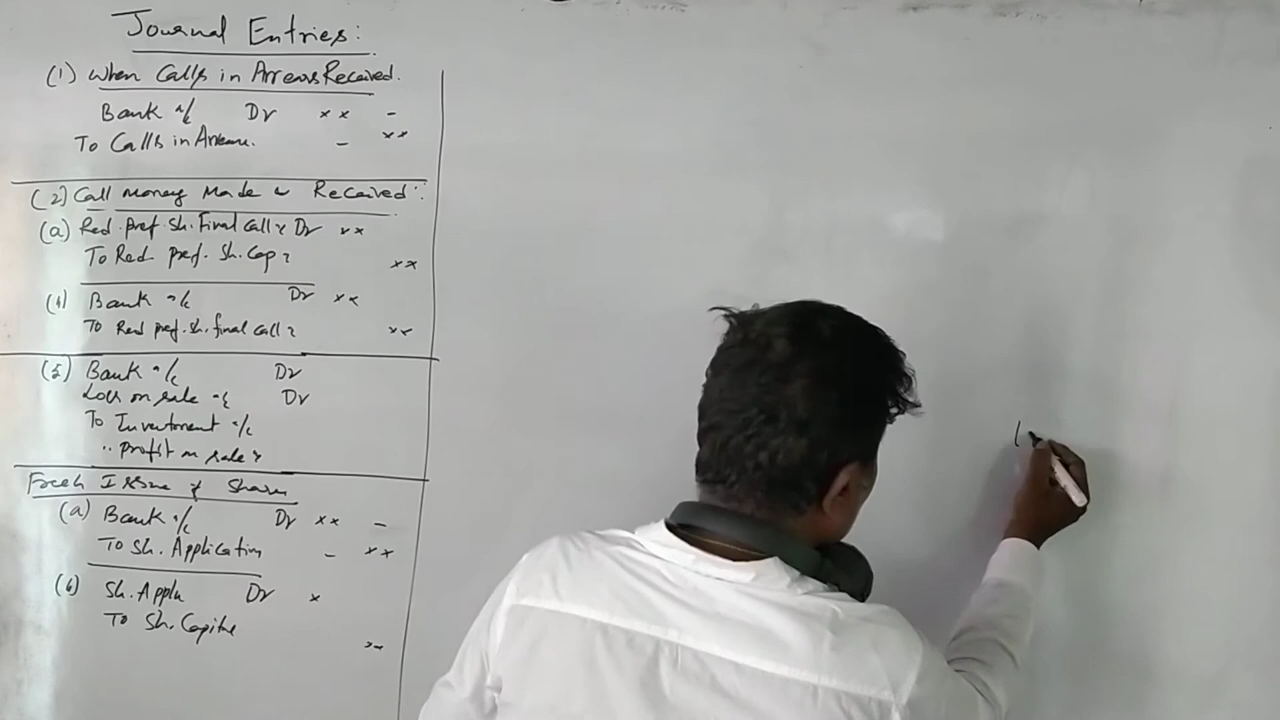 Journal Entries:
(1) When Calls in Arrears Received.
Bank a/c Dr xx -
To Calls in Arrears. - xx
(2) Call money Made & Received:
(a) Red. pref Sh. Final Call Dr xx
To Red. pref. Sh. Cap xx
Bank a/c Dr xx
To Red pref. sh. final call xx
Bank a/c Dr
Loss on sale Dr
To Investment a/c
,, profit on sale
Fresh Issue of Shares
(a) Bank a/c Dr xx -
To Sh. Application - xx
(b) Sh. Appln Dr x
To Sh. Capital
xx
(